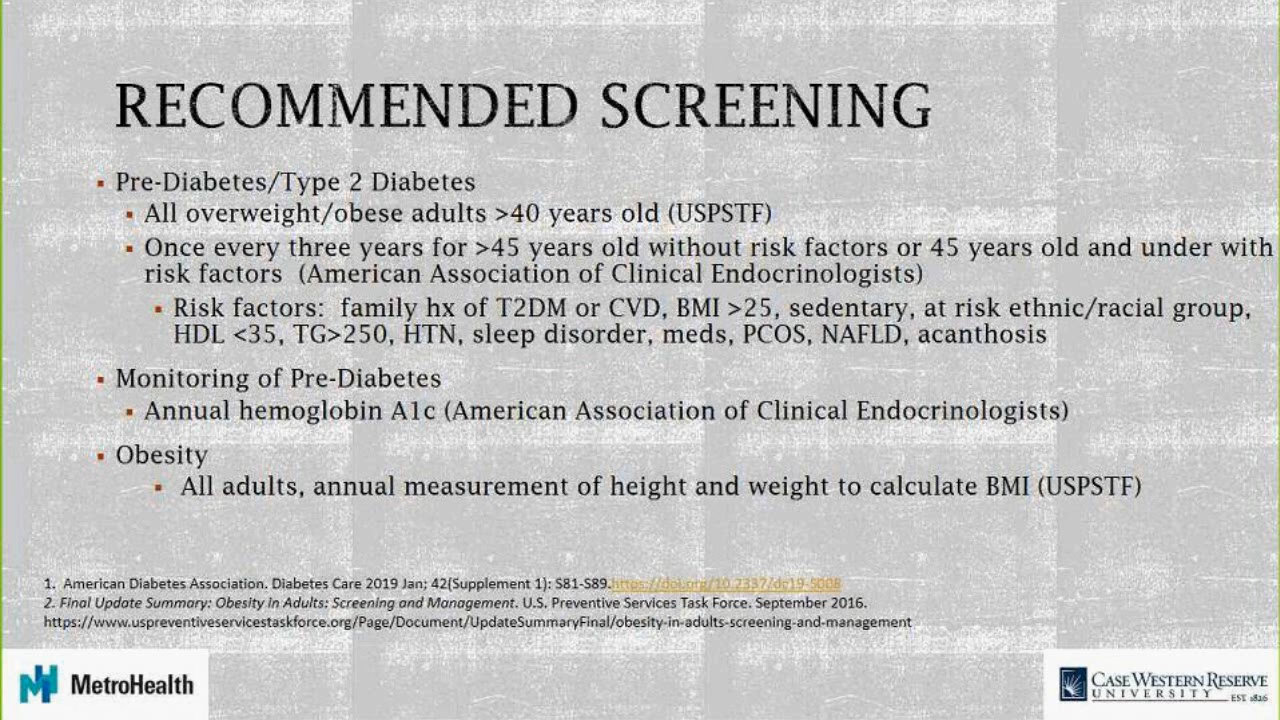 RECOMMENDED SCREENING
▪ Pre-Diabetes/Type 2 Diabetes
▪ All overweight/obese adults >40 years old (USPSTF)
▪ Once every three years for >45 years old without risk factors or 45 years old and under with
risk factors (American Association of Clinical Endocrinologists)
▪ Risk factors: family hx of T2DM or CVD, BMI >25, sedentary, at risk ethnic/racial group,
HDL <35, TG>250, HTN, sleep disorder, meds, PCOS, NAFLD, acanthosis
▪ Monitoring of Pre-Diabetes
▪ Annual hemoglobin A1c (American Association of Clinical Endocrinologists)
▪ Obesity
▪ All adults, annual measurement of height and weight to calculate BMI (USPSTF)
1. American Diabetes Association. Diabetes Care 2019 Jan; 42(Supplement 1): S81-S89.https://doi.org/10.2337/dc19-S008
2. Final Update Summary: Obesity in Adults: Screening and Management. U.S. Preventive Services Task Force. September 2016.
https://www.uspreventiveservicestaskforce.org/Page/Document/UpdateSummaryFinal/obesity-in-adults-screening-and-management
MetroHealth
CASE WESTERN RESERVE
UNIVERSITY EST. 1826